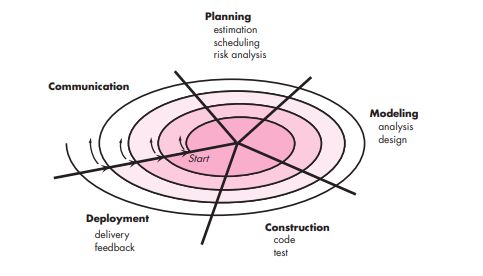 Planning
estimation
scheduling
risk analysis
Communication
Modeling
analysis
design
Start
Deployment
delivery
feedback
Construction
code
test